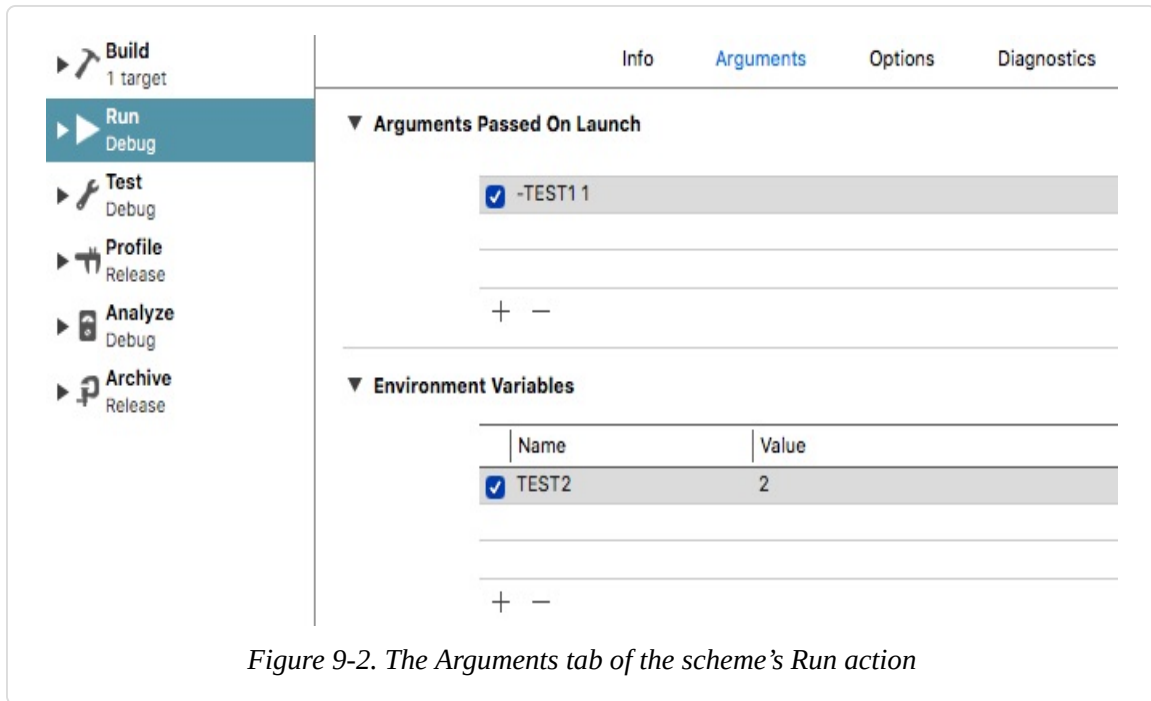 Build
1 target
Run
Debug
Test
Debug
Profile
Release
Analyze
Debug
Archive
Release
Info Arguments Options Diagnostics
Arguments Passed On Launch
-TEST1 1
+ −
Environment Variables
Name Value
TEST2 2
+ −
Figure 9-2. The Arguments tab of the scheme’s Run action